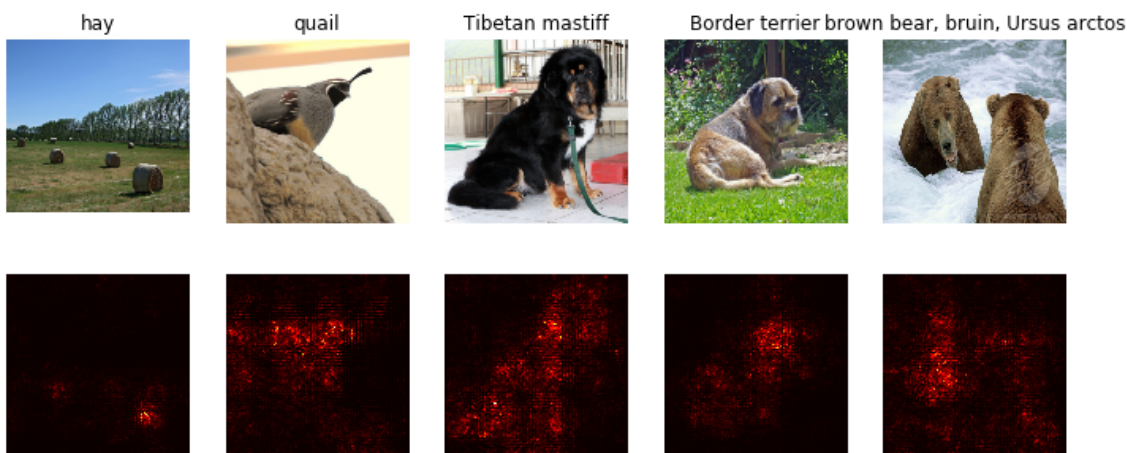 hay
quail
Tibetan mastiff
Border terrier
brown bear, bruin, Ursus arctos